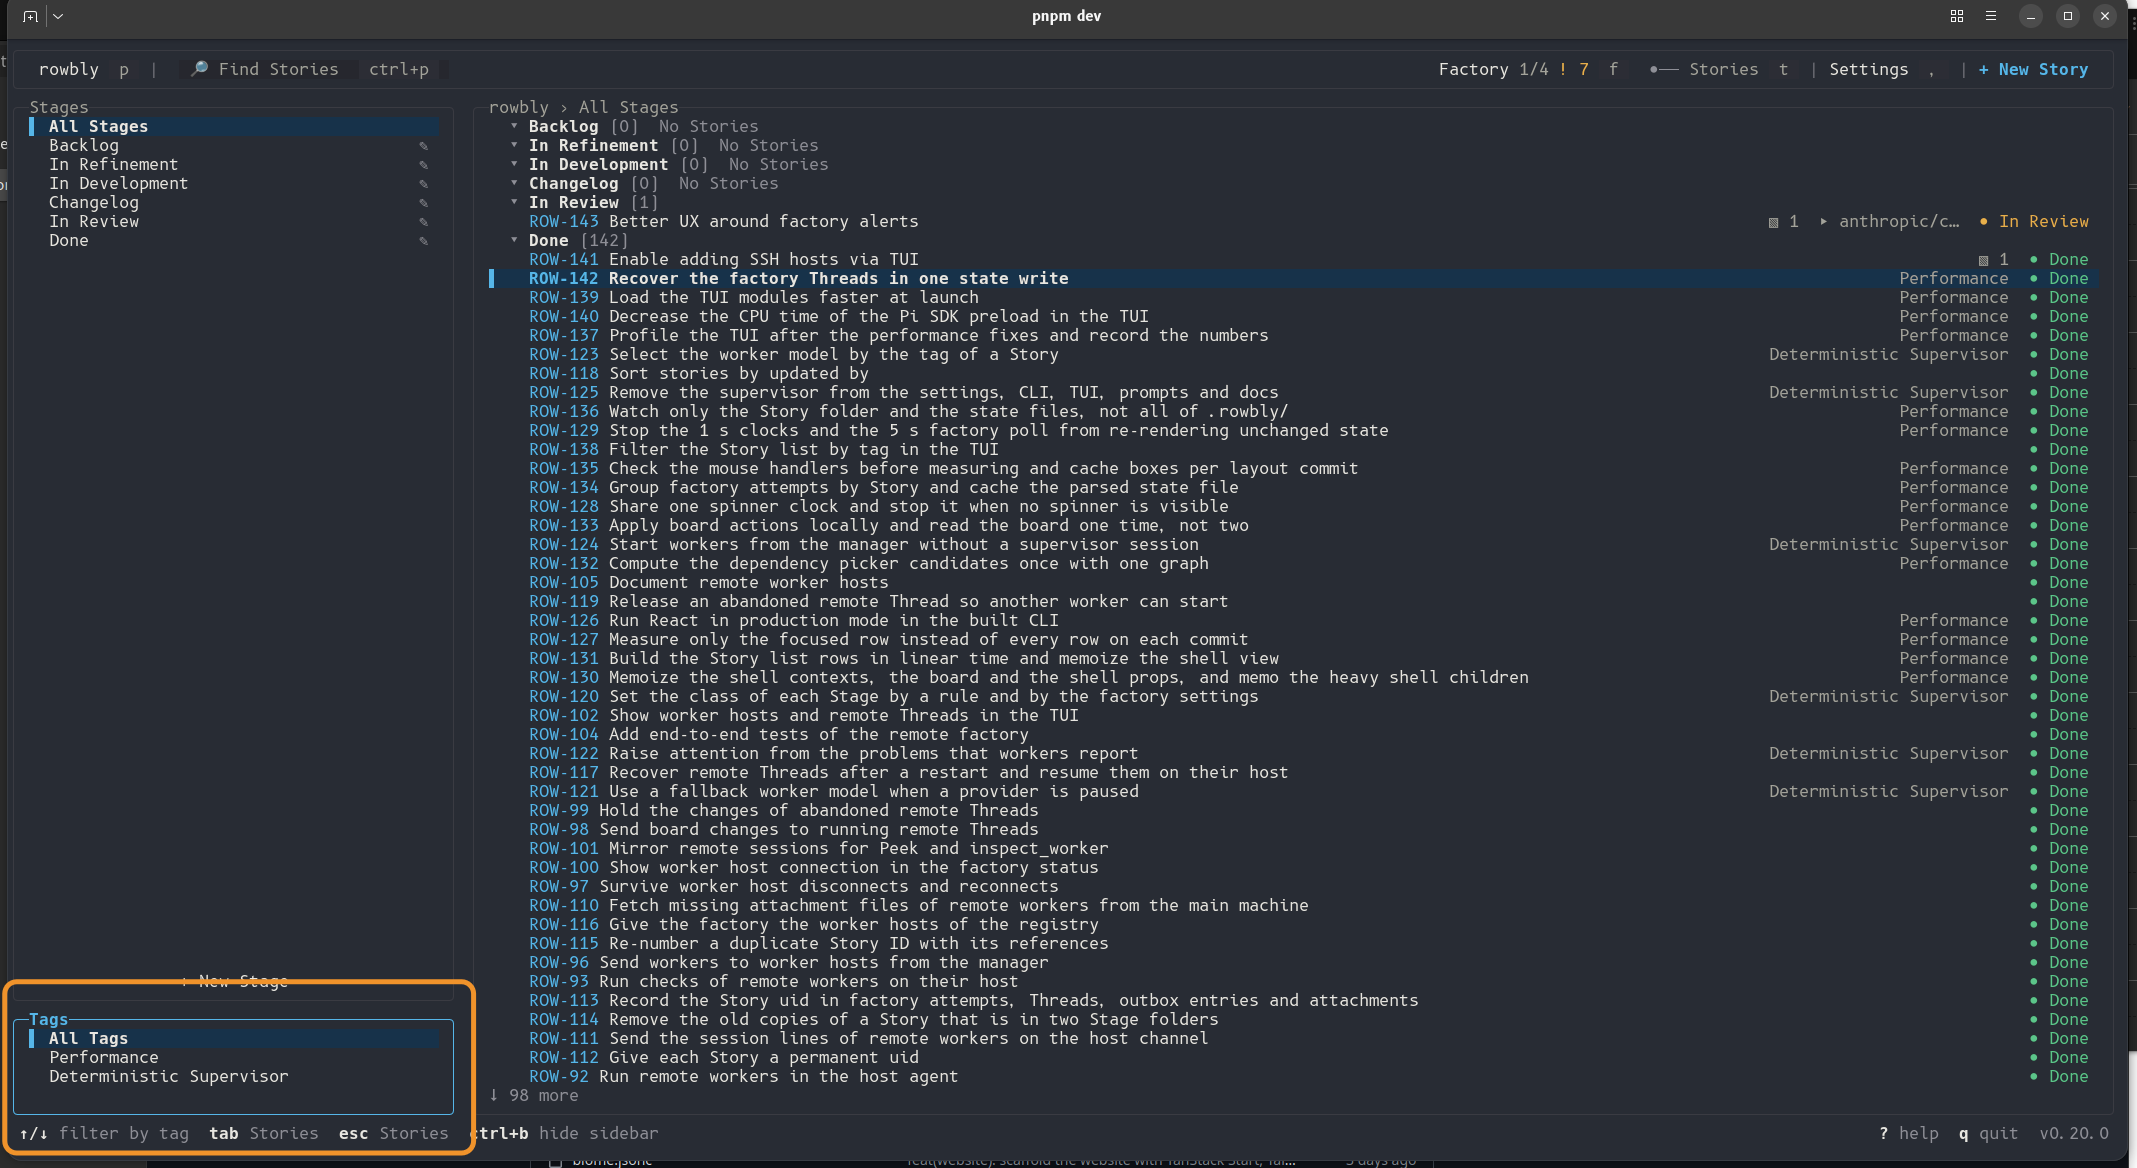 pnpm dev
rowbly p | 🔎 Find Stories ctrl+p
Factory 1/4 ! 7 f ●── Stories t | Settings , | + New Story
Stages
All Stages
Backlog ✎
In Refinement ✎
In Development ✎
Changelog ✎
In Review ✎
Done ✎
+ New Stage
Tags
All Tags
Performance
Deterministic Supervisor
rowbly › All Stages
▾ Backlog [0] No Stories
▾ In Refinement [0] No Stories
▾ In Development [0] No Stories
▾ Changelog [0] No Stories
▾ In Review [1]
ROW-143 Better UX around factory alerts ▧ 1 ▸ anthropic/c… ● In Review
▾ Done [142]
ROW-141 Enable adding SSH hosts via TUI ▧ 1 ● Done
ROW-142 Recover the factory Threads in one state write Performance ● Done
ROW-139 Load the TUI modules faster at launch Performance ● Done
ROW-140 Decrease the CPU time of the Pi SDK preload in the TUI Performance ● Done
ROW-137 Profile the TUI after the performance fixes and record the numbers Performance ● Done
ROW-123 Select the worker model by the tag of a Story Deterministic Supervisor ● Done
ROW-118 Sort stories by updated by ● Done
ROW-125 Remove the supervisor from the settings, CLI, TUI, prompts and docs Deterministic Supervisor ● Done
ROW-136 Watch only the Story folder and the state files, not all of .rowbly/ Performance ● Done
ROW-129 Stop the 1 s clocks and the 5 s factory poll from re-rendering unchanged state Performance ● Done
ROW-138 Filter the Story list by tag in the TUI ● Done
ROW-135 Check the mouse handlers before measuring and cache boxes per layout commit Performance ● Done
ROW-134 Group factory attempts by Story and cache the parsed state file Performance ● Done
ROW-128 Share one spinner clock and stop it when no spinner is visible Performance ● Done
ROW-133 Apply board actions locally and read the board one time, not two Performance ● Done
ROW-124 Start workers from the manager without a supervisor session Deterministic Supervisor ● Done
ROW-132 Compute the dependency picker candidates once with one graph Performance ● Done
ROW-105 Document remote worker hosts ● Done
ROW-119 Release an abandoned remote Thread so another worker can start ● Done
ROW-126 Run React in production mode in the built CLI Performance ● Done
ROW-127 Measure only the focused row instead of every row on each commit Performance ● Done
ROW-131 Build the Story list rows in linear time and memoize the shell view Performance ● Done
ROW-130 Memoize the shell contexts, the board and the shell props, and memo the heavy shell children Performance ● Done
ROW-120 Set the class of each Stage by a rule and by the factory settings Deterministic Supervisor ● Done
ROW-102 Show worker hosts and remote Threads in the TUI ● Done
ROW-104 Add end-to-end tests of the remote factory ● Done
ROW-122 Raise attention from the problems that workers report Deterministic Supervisor ● Done
ROW-117 Recover remote Threads after a restart and resume them on their host ● Done
ROW-121 Use a fallback worker model when a provider is paused Deterministic Supervisor ● Done
ROW-99 Hold the changes of abandoned remote Threads ● Done
ROW-98 Send board changes to running remote Threads ● Done
ROW-101 Mirror remote sessions for Peek and inspect_worker ● Done
ROW-100 Show worker host connection in the factory status ● Done
ROW-97 Survive worker host disconnects and reconnects ● Done
ROW-110 Fetch missing attachment files of remote workers from the main machine ● Done
ROW-116 Give the factory the worker hosts of the registry ● Done
ROW-115 Re-number a duplicate Story ID with its references ● Done
ROW-96 Send workers to worker hosts from the manager ● Done
ROW-93 Run checks of remote workers on their host ● Done
ROW-113 Record the Story uid in factory attempts, Threads, outbox entries and attachments ● Done
ROW-114 Remove the old copies of a Story that is in two Stage folders ● Done
ROW-111 Send the session lines of remote workers on the host channel ● Done
ROW-112 Give each Story a permanent uid ● Done
ROW-92 Run remote workers in the host agent ● Done
↓ 98 more
↑/↓ filter by tag tab Stories esc Stories ctrl+b hide sidebar
? help q quit v0.20.0